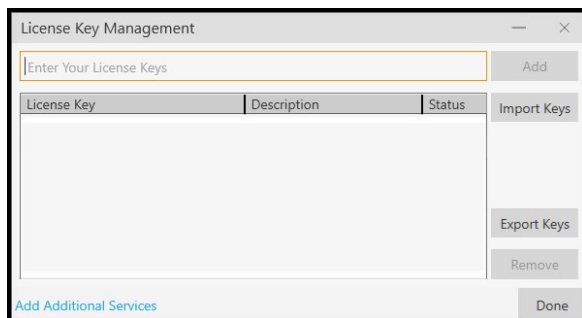 License Key Management
Enter Your License Keys
Add
License Key Description Status
Import Keys
Export Keys
Remove
Add Additional Services
Done